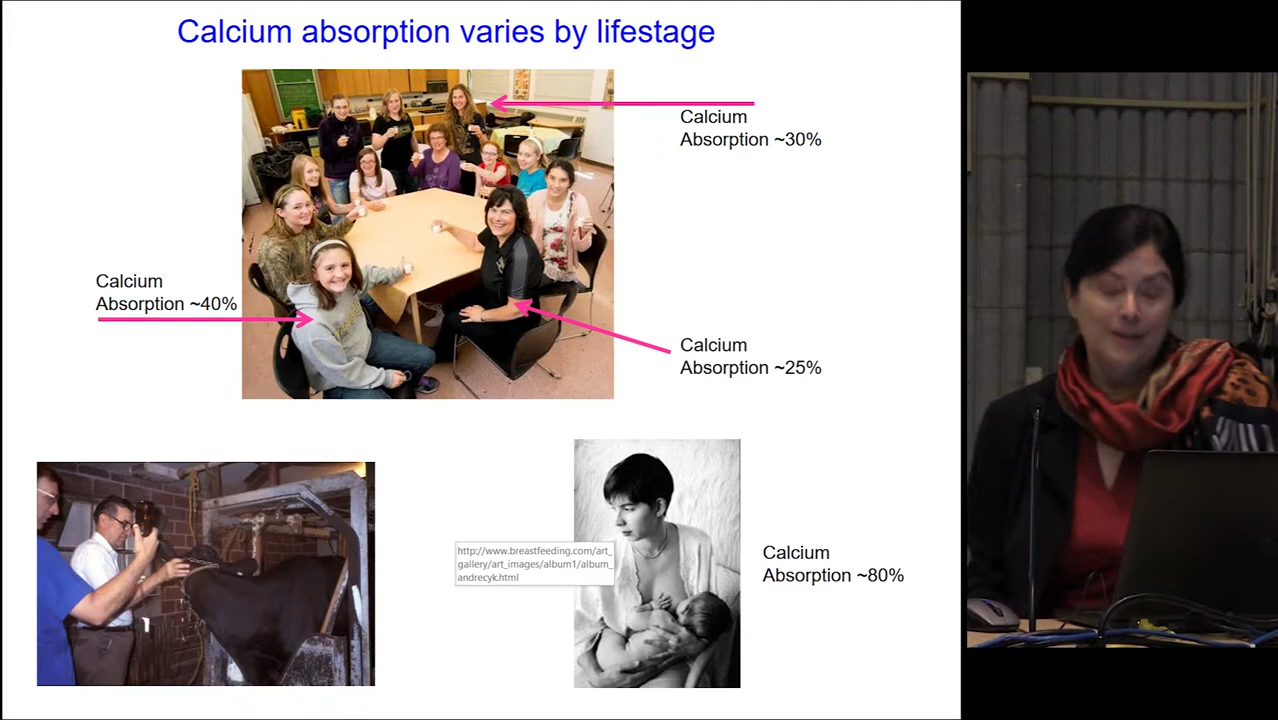 Calcium absorption varies by lifestage
Calcium
Absorption ~30%
Calcium
Absorption ~40%
Calcium
Absorption ~25%
http://www.breastfeeding.com/art_
gallery/art_images/album1/album_
andrecyk.html
Calcium
Absorption ~80%